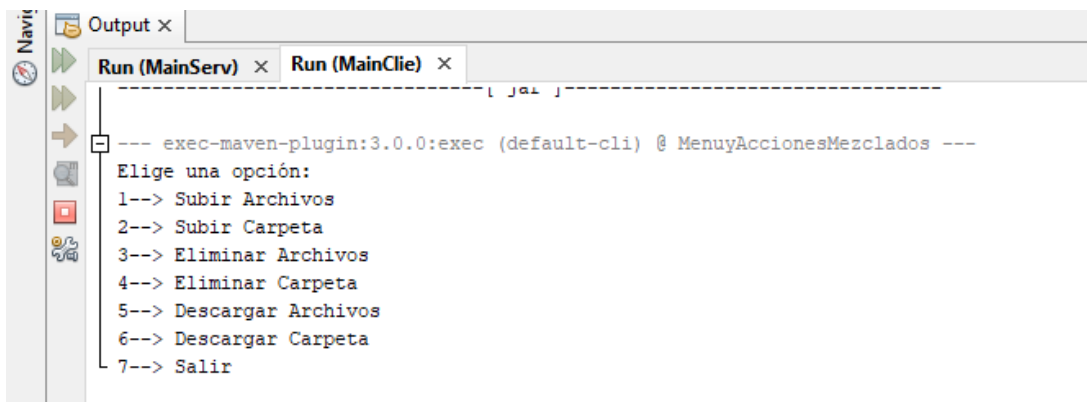 Navig
Output ×
Run (MainServ) × Run (MainClie) ×
--------------------------------[ jar ]---------------------------------
--- exec-maven-plugin:3.0.0:exec (default-cli) @ MenuyAccionesMezclados ---
Elige una opción:
1--> Subir Archivos
2--> Subir Carpeta
3--> Eliminar Archivos
4--> Eliminar Carpeta
5--> Descargar Archivos
6--> Descargar Carpeta
7--> Salir